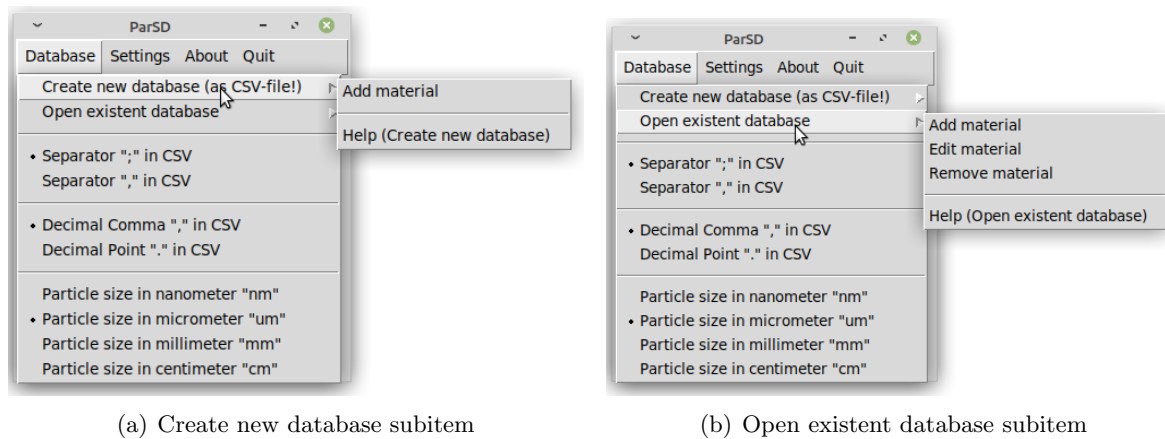 ParSD
Database Settings About Quit
Create new database (as CSV-file!)
Open existent database
Separator ";" in CSV
Separator "," in CSV
Decimal Comma "," in CSV
Decimal Point "." in CSV
Particle size in nanometer "nm"
Particle size in micrometer "um"
Particle size in millimeter "mm"
Particle size in centimeter "cm"
Add material
Help (Create new database)
(a) Create new database subitem
ParSD
Database Settings About Quit
Create new database (as CSV-file!)
Open existent database
Separator ";" in CSV
Separator "," in CSV
Decimal Comma "," in CSV
Decimal Point "." in CSV
Particle size in nanometer "nm"
Particle size in micrometer "um"
Particle size in millimeter "mm"
Particle size in centimeter "cm"
Add material
Edit material
Remove material
Help (Open existent database)
(b) Open existent database subitem